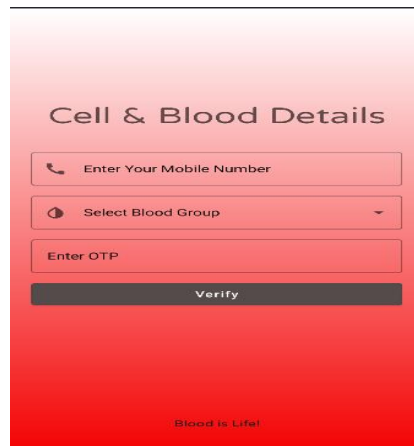 Cell & Blood Details
Enter Your Mobile Number
Select Blood Group
Enter OTP
Verify
Blood is Life!